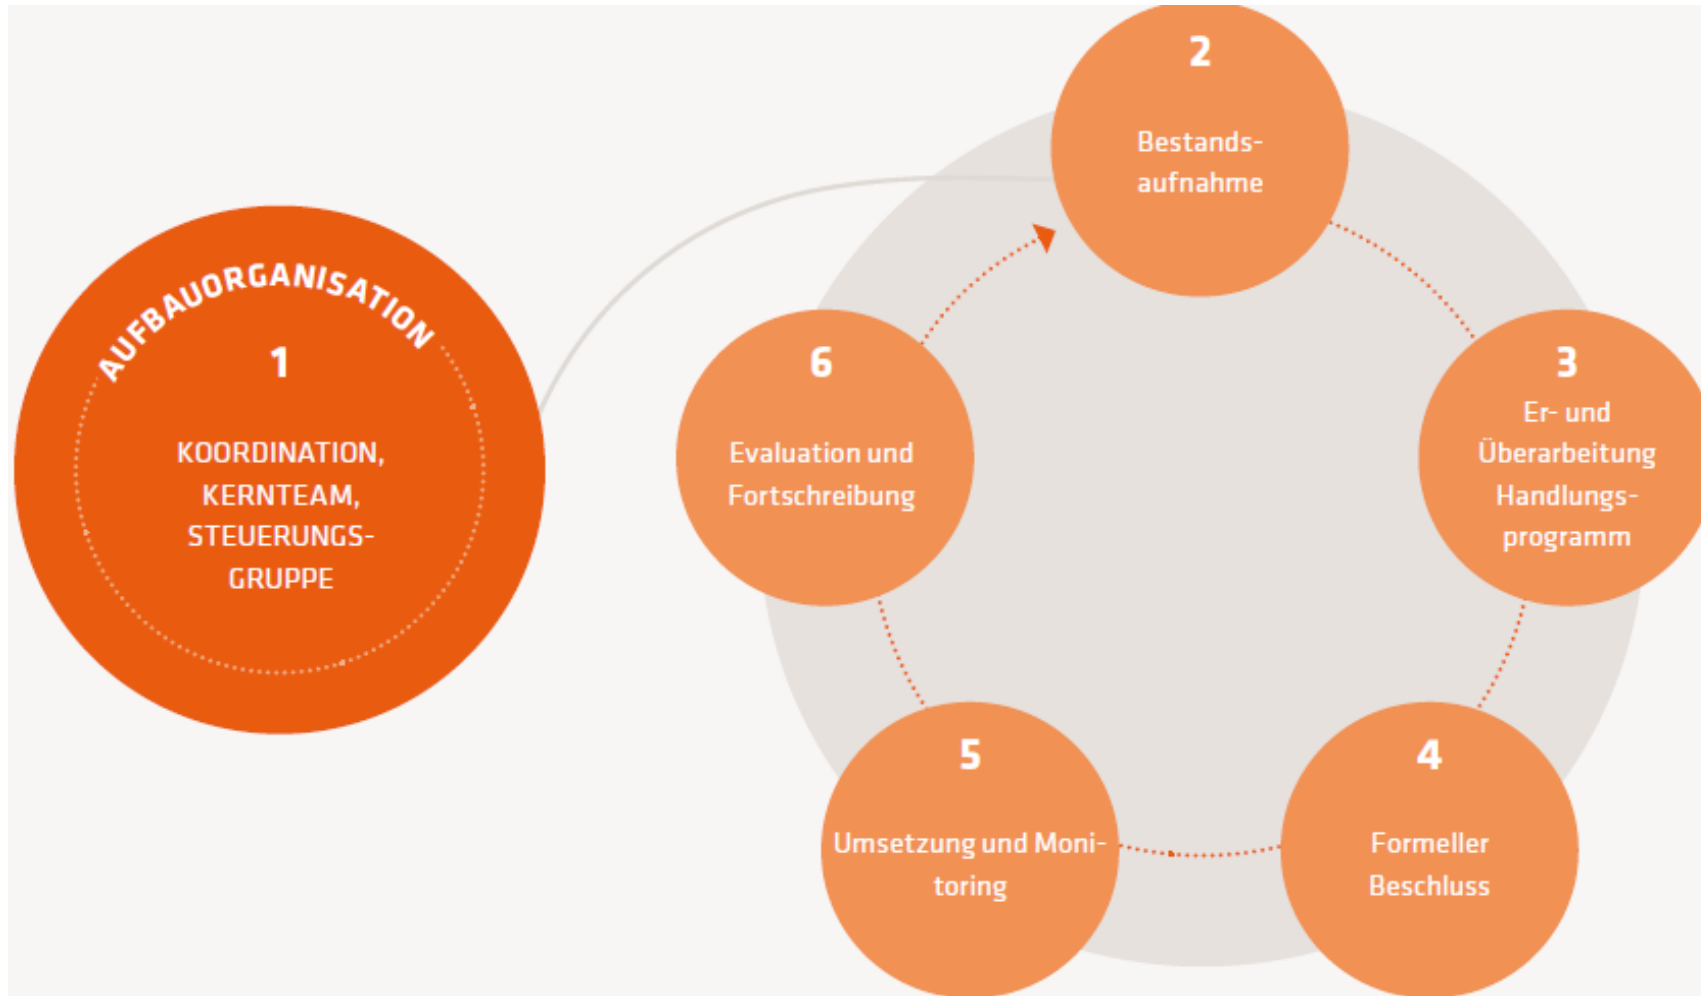 AUFBAUORGANISATION
1
KOORDINATION,
KERNTEAM,
STEUERUNGS-
GRUPPE
2
Bestands-
aufnahme
3
Er- und
Überarbeitung
Handlungs-
programm
4
Formeller
Beschluss
5
Umsetzung und Moni-
toring
6
Evaluation und
Fortschreibung